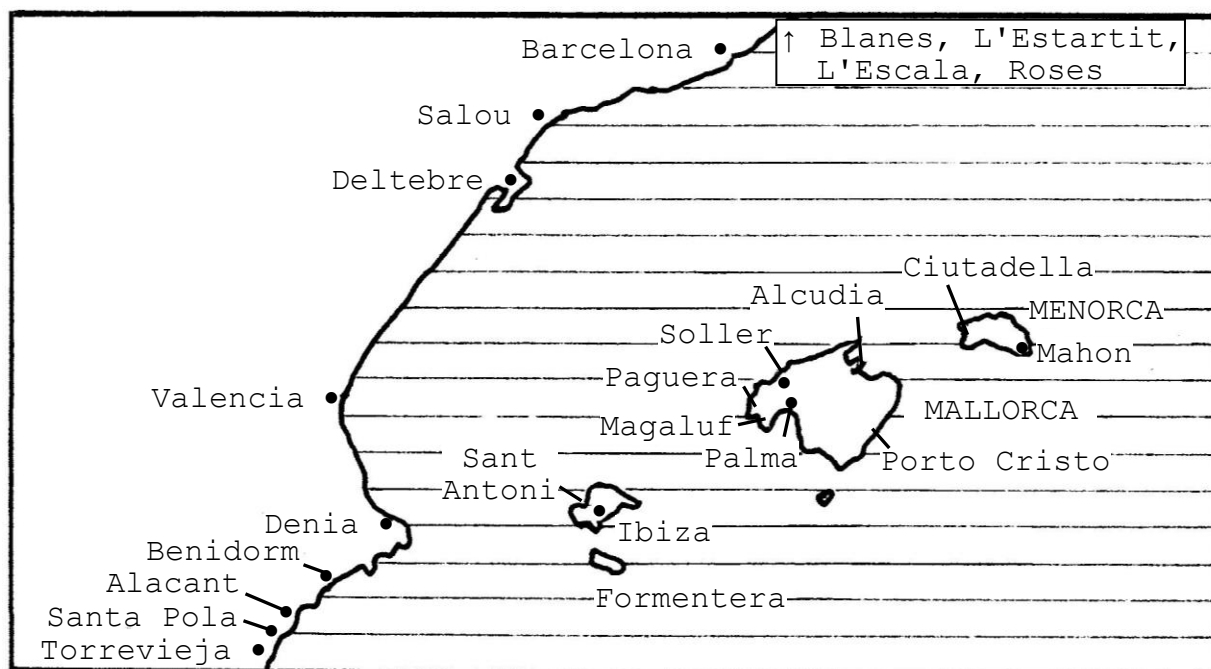 Barcelona
↑ Blanes, L'Estartit,
L'Escala, Roses
Salou
Deltebre
Ciutadella
Alcudia
MENORCA
Soller
Mahon
Paguera
Valencia
MALLORCA
Magaluf
Palma
Porto Cristo
Sant
Antoni
Denia
Ibiza
Benidorm
Alacant
Formentera
Santa Pola
Torrevieja